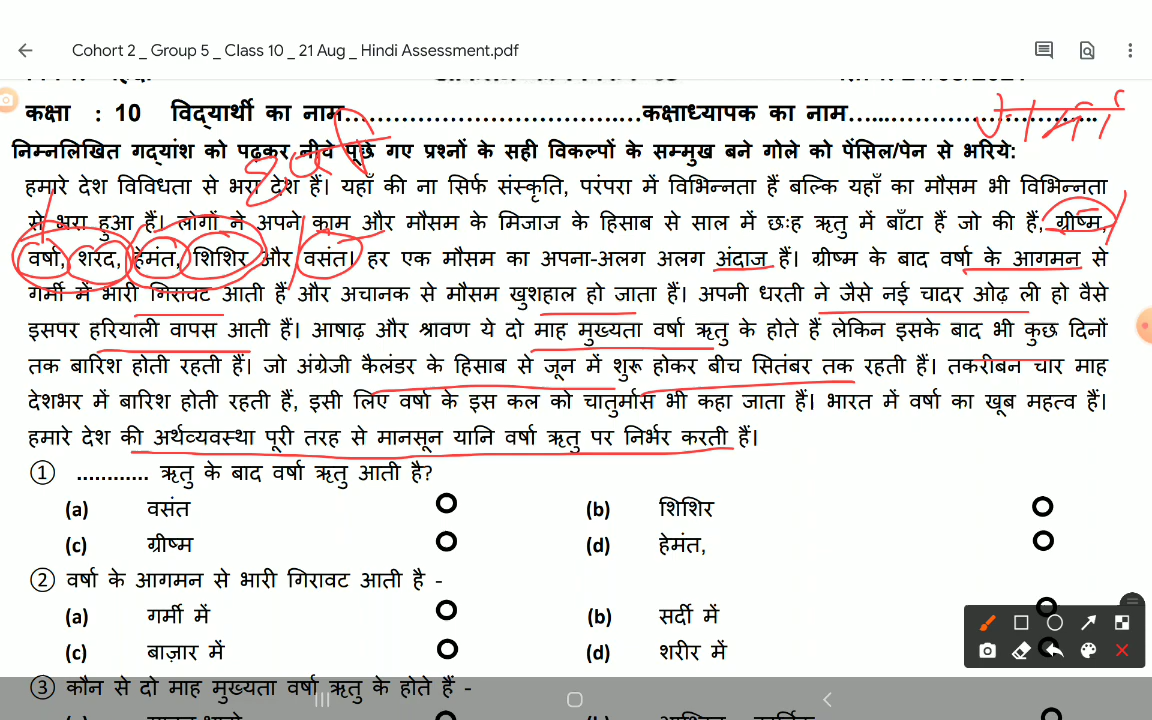 Cohort 2 _ Group 5 _ Class 10 _ 21 Aug _ Hindi Assessment.pdf
कक्षा : 10 विद्यार्थी का नाम……………………………….…कक्षाध्यापक का नाम…...……………………..
गर्मी
निम्नलिखित गद्यांश को पढ़कर नीचे पूछे गए प्रश्नों के सही विकल्पों के सम्मुख बने गोले को पेंसिल/पेन से भरिये:
हमारे देश विविधता से भरा देश हैं। यहाँ की ना सिर्फ संस्कृति, परंपरा में विभिन्नता हैं बल्कि यहाँ का मौसम भी विभिन्नता
से भरा हुआ हैं। लोगों ने अपने काम और मौसम के मिजाज के हिसाब से साल में छःह ऋतु में बाँटा हैं जो की हैं, ग्रीष्म,
वर्षा, शरद, हेमंत, शिशिर और वसंत। हर एक मौसम का अपना-अलग अलग अंदाज हैं। ग्रीष्म के बाद वर्षा के आगमन से
गर्मी में भारी गिरावट आती हैं और अचानक से मौसम खुशहाल हो जाता हैं। अपनी धरती ने जैसे नई चादर ओढ़ ली हो वैसे
इसपर हरियाली वापस आती हैं। आषाढ़ और श्रावण ये दो माह मुख्यता वर्षा ऋतु के होते हैं लेकिन इसके बाद भी कुछ दिनों
तक बारिश होती रहती हैं। जो अंग्रेजी कैलंडर के हिसाब से जून में शुरू होकर बीच सितंबर तक रहती हैं। तकरीबन चार माह
देशभर में बारिश होती रहती हैं, इसी लिए वर्षा के इस कल को चातुर्मास भी कहा जाता हैं। भारत में वर्षा का खूब महत्व हैं।
हमारे देश की अर्थव्यवस्था पूरी तरह से मानसून यानि वर्षा ऋतु पर निर्भर करती हैं।
① ............ ऋतु के बाद वर्षा ऋतु आती है?
(a) वसंत (b) शिशिर
(c) ग्रीष्म (d) हेमंत,
② वर्षा के आगमन से भारी गिरावट आती है -
(a) गर्मी में (b) सर्दी में
(c) बाज़ार में (d) शरीर में
③ कौन से दो माह मुख्यता वर्षा ऋतु के होते हैं -